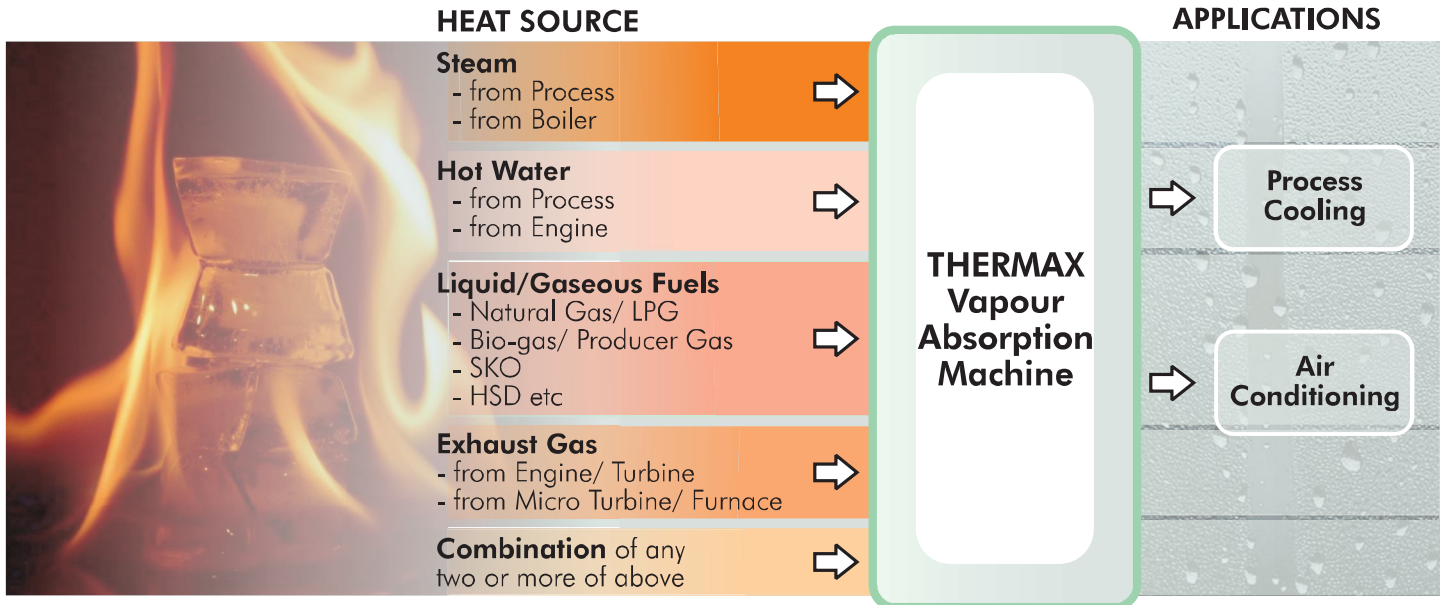 HEAT SOURCE
Steam
- from Process
- from Boiler
Hot Water
- from Process
- from Engine
Liquid/Gaseous Fuels
- Natural Gas/ LPG
- Bio-gas/ Producer Gas
- SKO
- HSD etc
Exhaust Gas
- from Engine/ Turbine
- from Micro Turbine/ Furnace
Combination of any
two or more of above
THERMAX
Vapour
Absorption
Machine
APPLICATIONS
Process
Cooling
Air
Conditioning